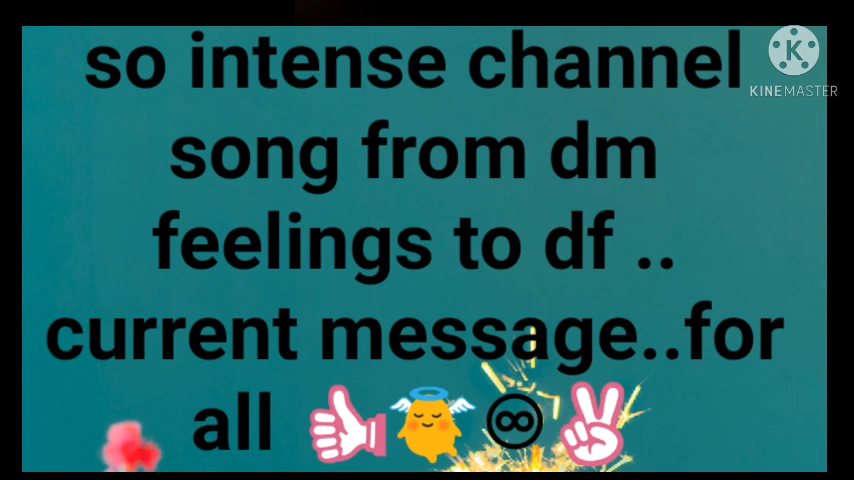 so intense channel
KINEMASTER
song from dm
feelings to df ..
current message..for
all 👍 ♾ ✌